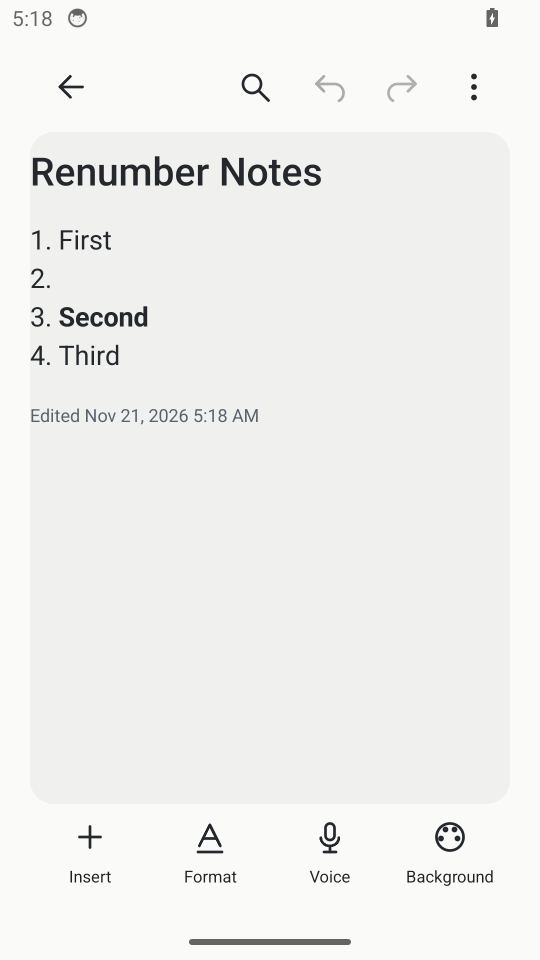 5:18
Renumber Notes
1. First
2.
3. Second
4. Third
Edited Nov 21, 2026 5:18 AM
Insert
Format
Voice
Background